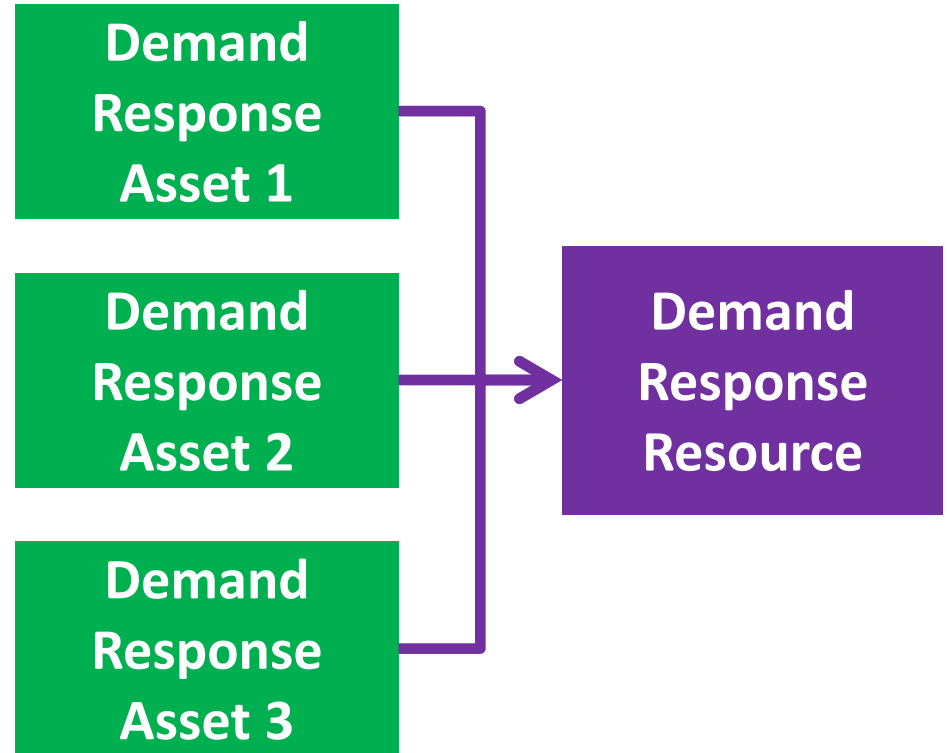 Demand
Response
Asset 1
Demand
Response
Asset 2
Demand
Response
Asset 3
Demand
Response
Resource